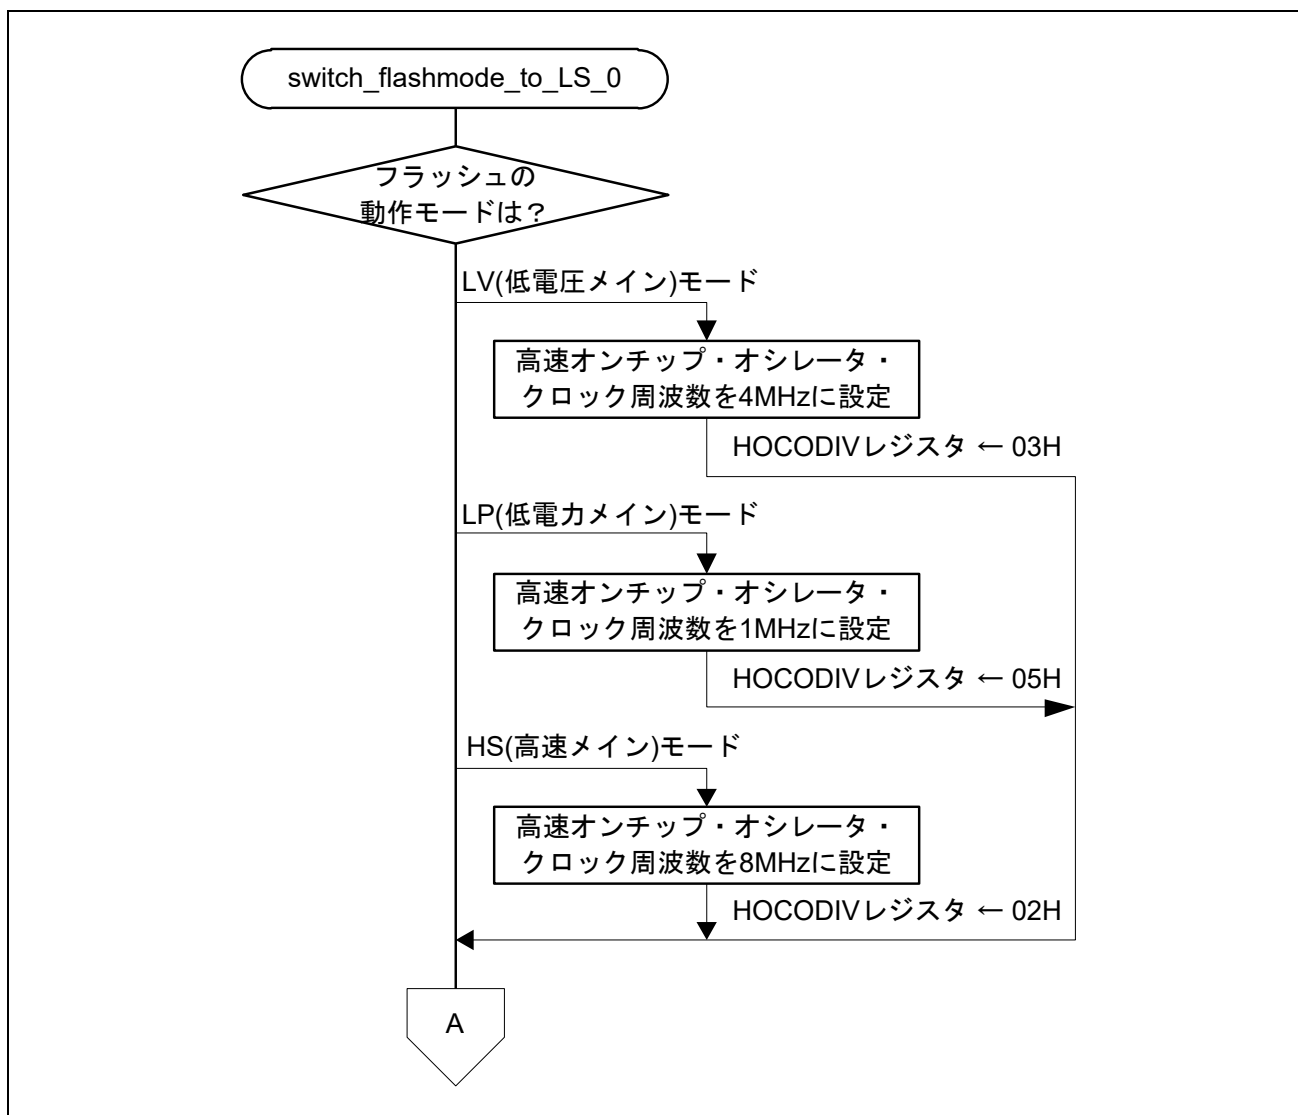 switch_flashmode_to_LS_0
フラッシュの
動作モードは？
LV(低電圧メイン)モード
高速オンチップ・オシレータ・
クロック周波数を4MHzに設定
HOCODIVレジスタ ← 03H
LP(低電力メイン)モード
高速オンチップ・オシレータ・
クロック周波数を1MHzに設定
HOCODIVレジスタ ← 05H
HS(高速メイン)モード
高速オンチップ・オシレータ・
クロック周波数を8MHzに設定
HOCODIVレジスタ ← 02H
A